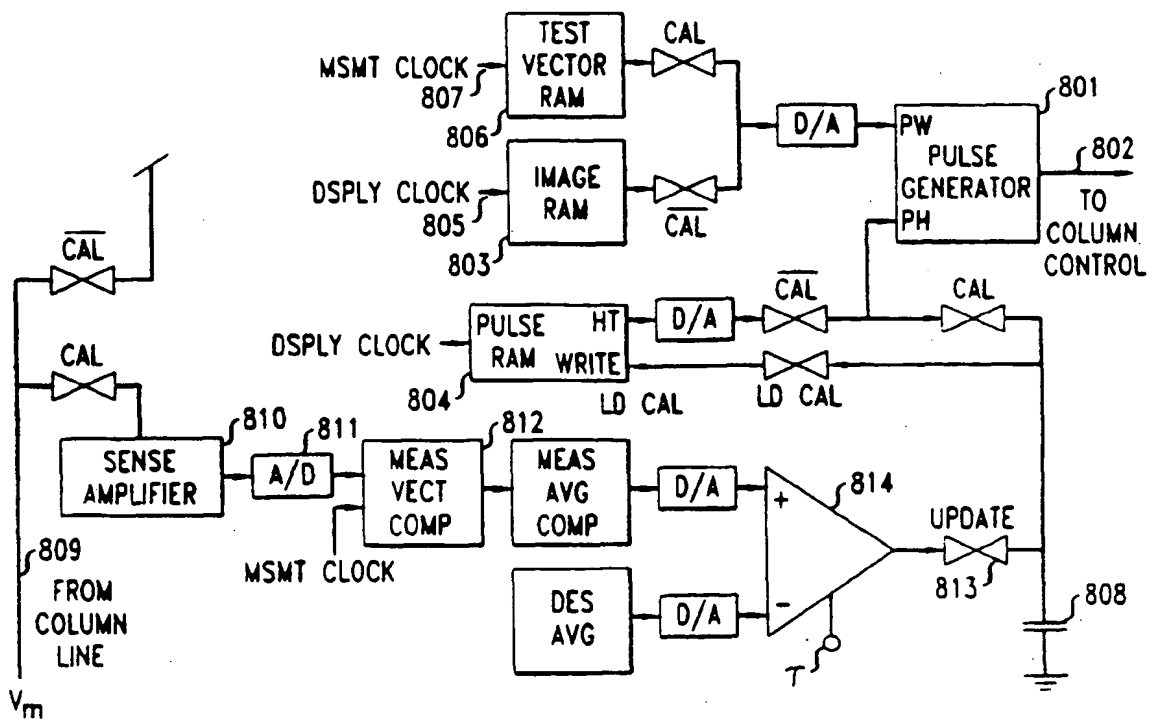 TEST
VECTOR
RAM
MSMT CLOCK
807
806
CAL
D/A
801
PW
PULSE
GENERATOR
PH
802
TO
COLUMN
CONTROL
IMAGE
RAM
DSPLY CLOCK
805
803
CAL
CAL
CAL
DSPLY CLOCK
PULSE
RAM
HT
WRITE
804
D/A
CAL
CAL
LD CAL
LD CAL
810
SENSE
AMPLIFIER
811
A/D
812
MEAS
VECT
COMP
MSMT CLOCK
MEAS
AVG
COMP
D/A
814
+
-
T
DES
AVG
D/A
UPDATE
813
808
809
FROM
COLUMN
LINE
Vm